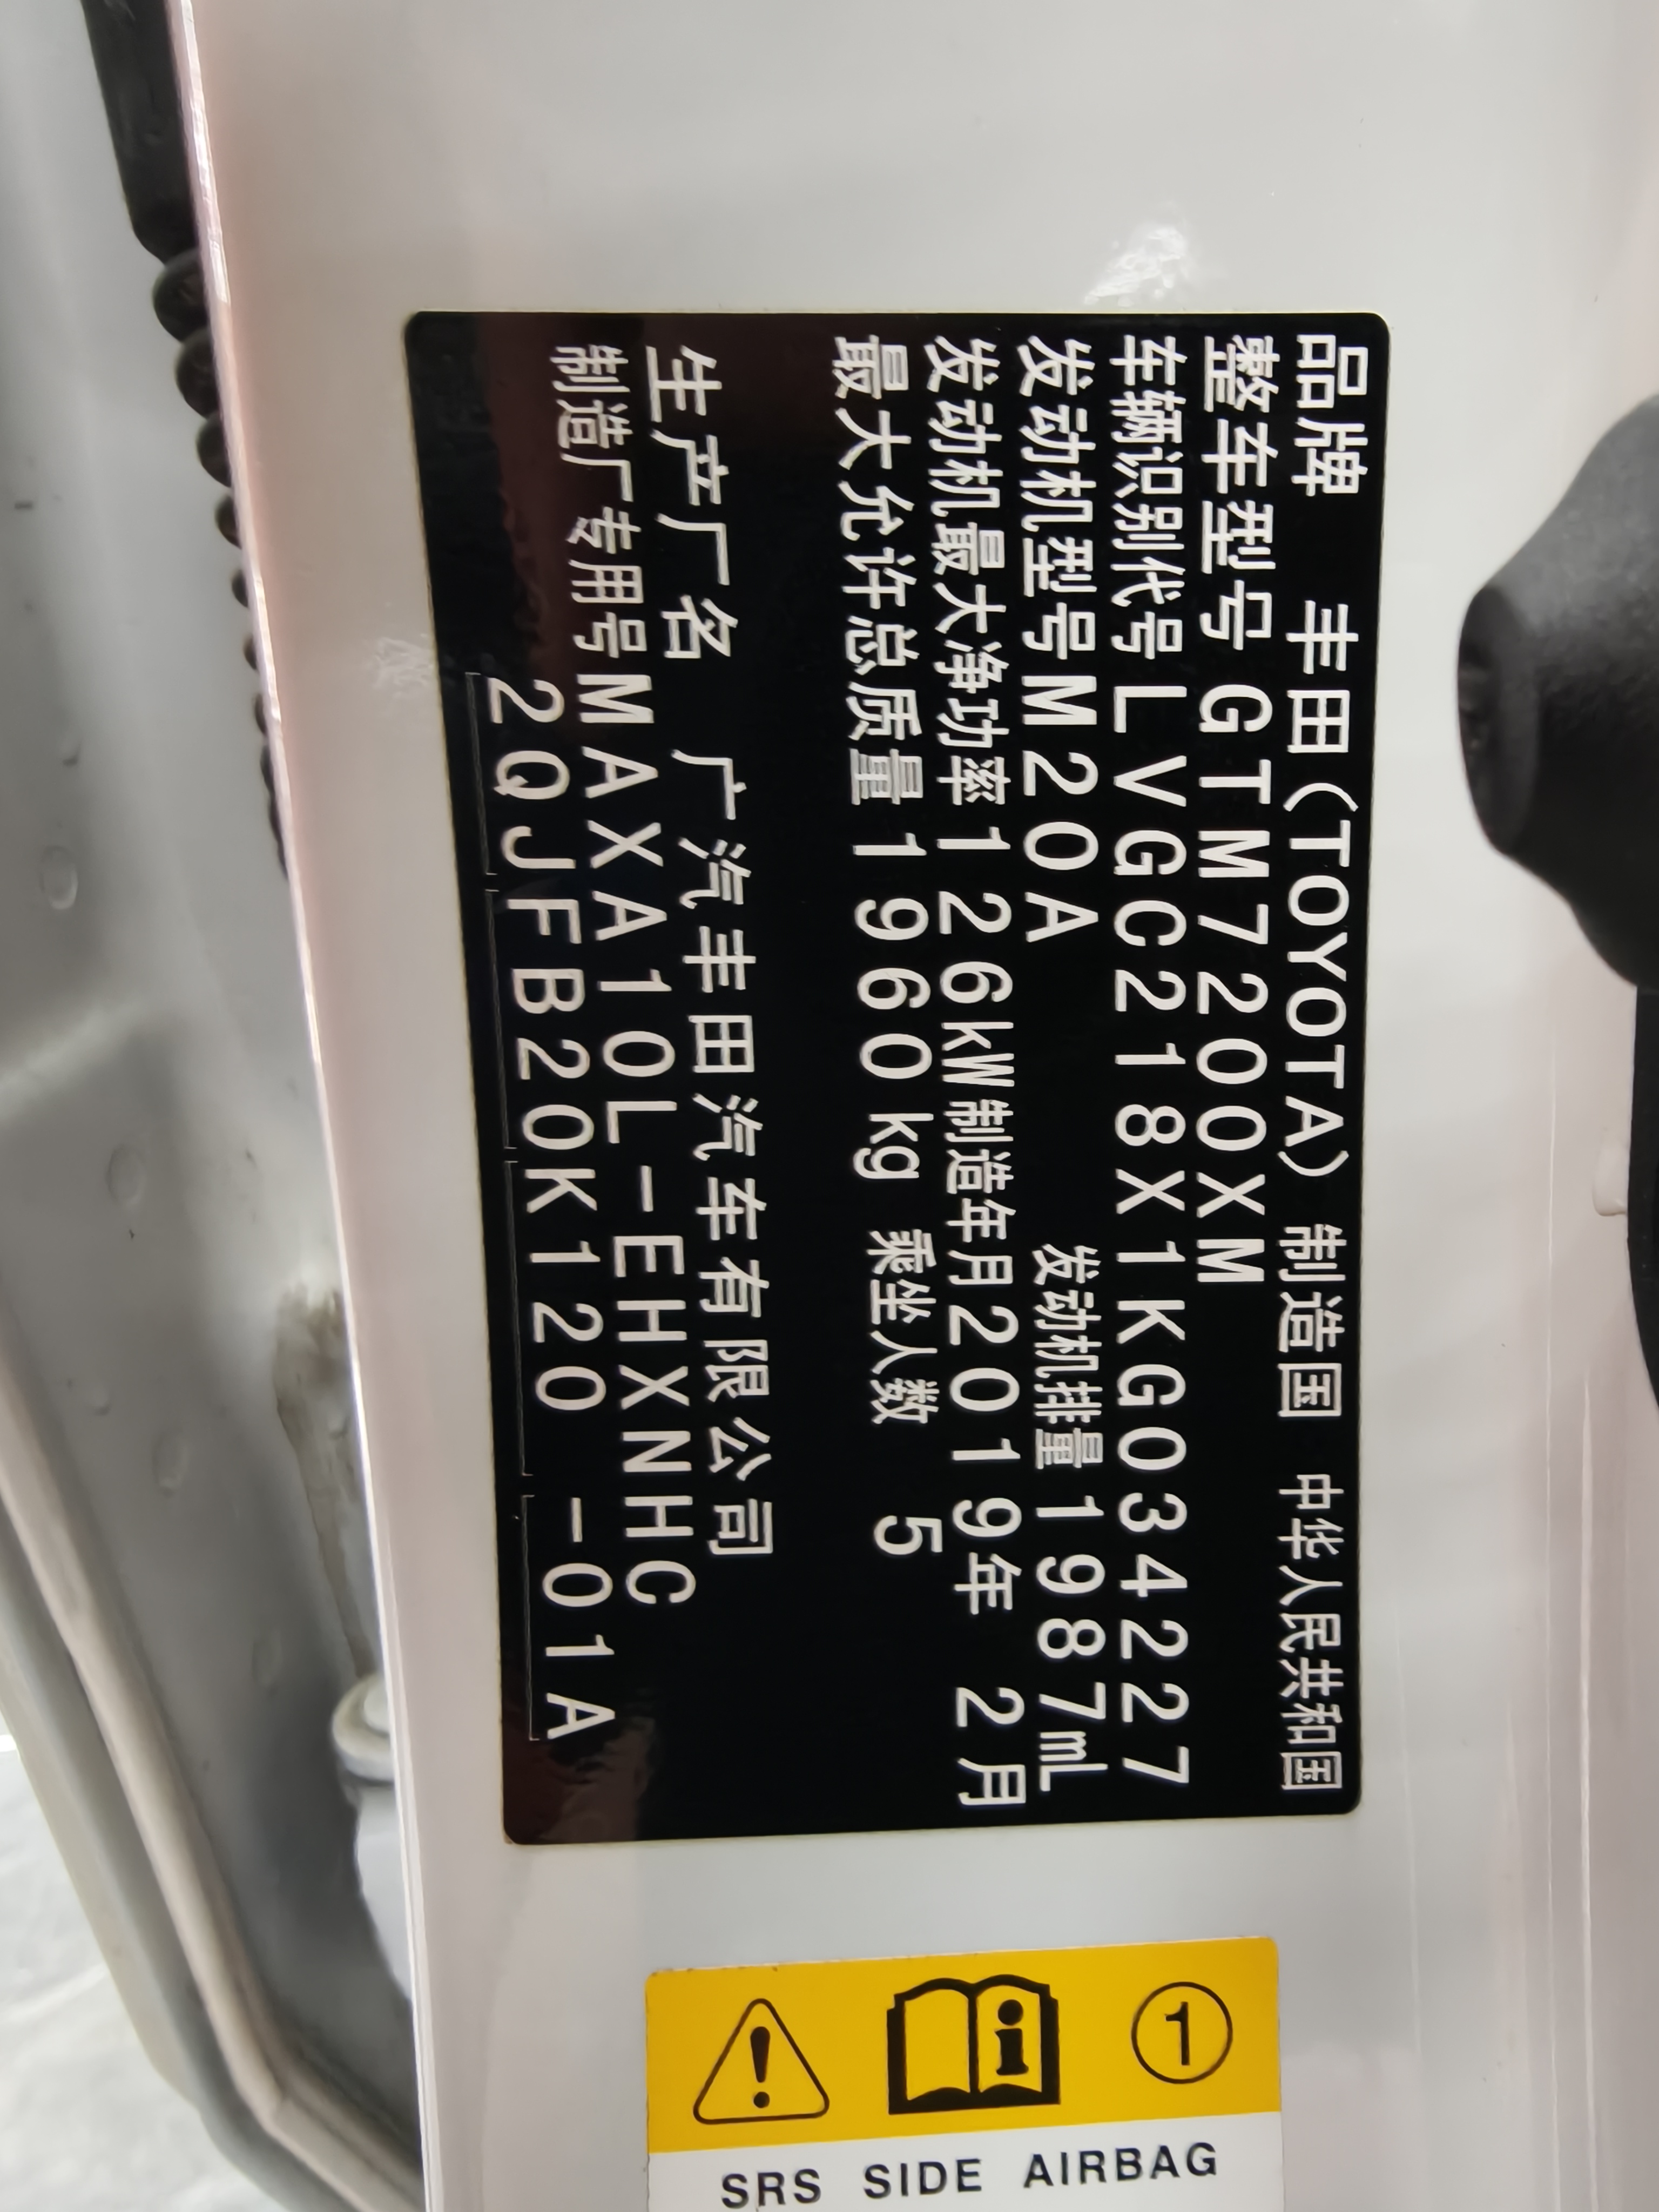 品牌 丰田(TOYOTA) 制造国 中华人民共和国
整车型号 GTM7200XM
车辆识别代号 LVGC218X1KG034227
发动机型号 M20A 发动机排量 1987mL
发动机最大净功率 126kW 制造年月 2019年 2月
最大允许总质量 1960kg 乘坐人数 5
生产厂名 广汽丰田汽车有限公司
制造厂专用号 MAXA10L-EHXNHC
2QJFB20K120 -01A
1
SRS SIDE AIRBAG